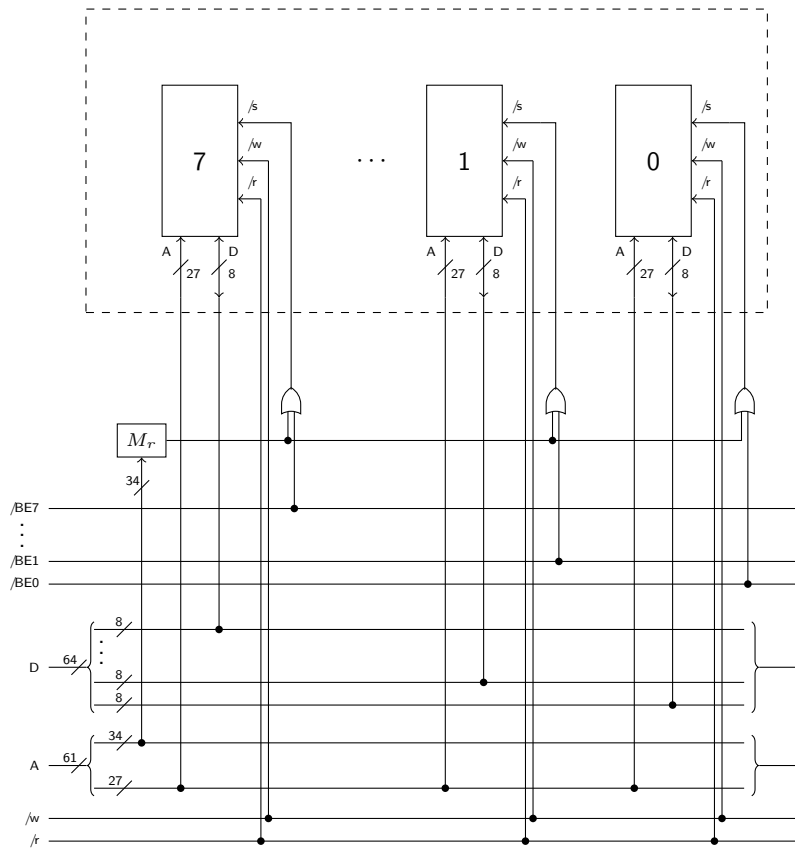 /s /s /s
/w /w /w
7 ... 1 0
/r /r /r
A D A D A D
27 8 27 8 27 8
M_r
34
/BE7
⋮
/BE1
/BE0
8
⋮
D 64
8
8
34
A 61
27
/w
/r